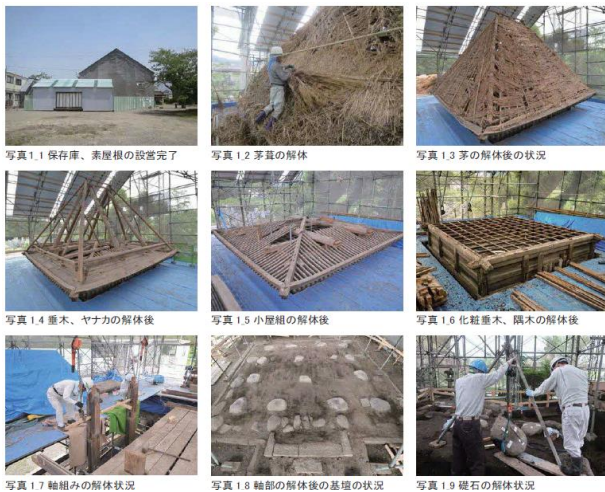 写真1_1 保存庫、素屋根の設営完了
写真1_2 茅葺の解体
写真1_3 茅の解体後の状況
写真1_4 垂木、ヤナカの解体後
写真1_5 小屋組の解体後
写真1_6 化粧垂木、隅木の解体後
写真1_7 軸組みの解体状況
写真1_8 軸部の解体後の基壇の状況
写真1_9 礎石の解体状況